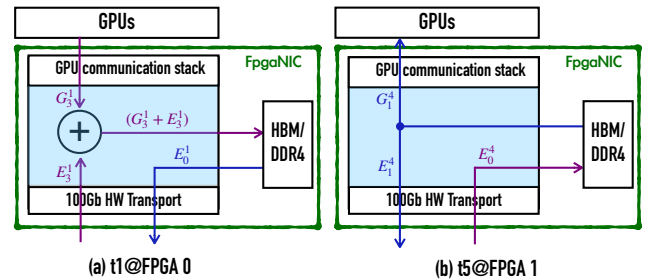 GPUs
FpgaNIC
GPU communication stack
G_3^1
(G_3^1 + E_3^1)
HBM/
DDR4
E_0^1
E_3^1
100Gb HW Transport
(a) t1@FPGA 0
GPUs
FpgaNIC
GPU communication stack
G_1^4
HBM/
DDR4
E_0^4
E_1^4
100Gb HW Transport
(b) t5@FPGA 1